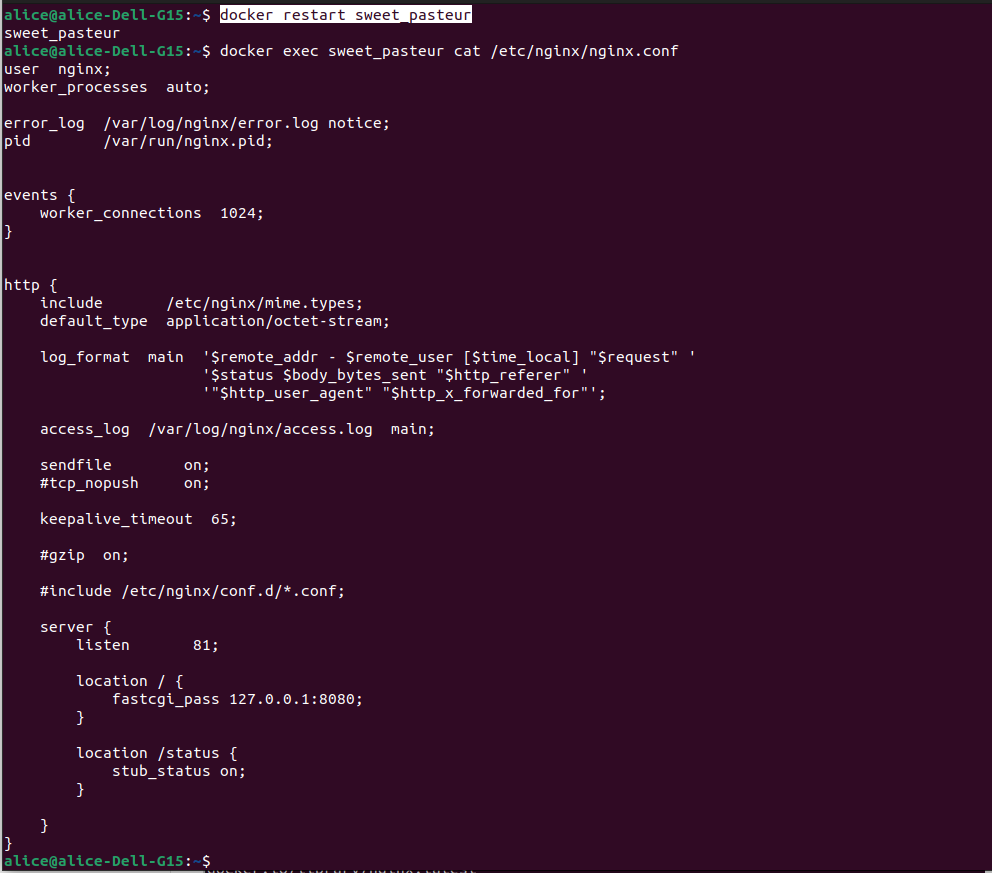 alice@alice-Dell-G15:~$ docker restart sweet_pasteur
sweet_pasteur
alice@alice-Dell-G15:~$ docker exec sweet_pasteur cat /etc/nginx/nginx.conf
user  nginx;
worker_processes  auto;

error_log  /var/log/nginx/error.log notice;
pid        /var/run/nginx.pid;


events {
    worker_connections  1024;
}


http {
    include       /etc/nginx/mime.types;
    default_type  application/octet-stream;

    log_format  main  '$remote_addr - $remote_user [$time_local] "$request" '
                      '$status $body_bytes_sent "$http_referer" '
                      '"$http_user_agent" "$http_x_forwarded_for"';

    access_log  /var/log/nginx/access.log  main;

    sendfile        on;
    #tcp_nopush     on;

    keepalive_timeout  65;

    #gzip  on;

    #include /etc/nginx/conf.d/*.conf;

    server {
        listen       81;

        location / {
            fastcgi_pass 127.0.0.1:8080;
        }

        location /status {
            stub_status on;
        }

    }
}
alice@alice-Dell-G15:~$